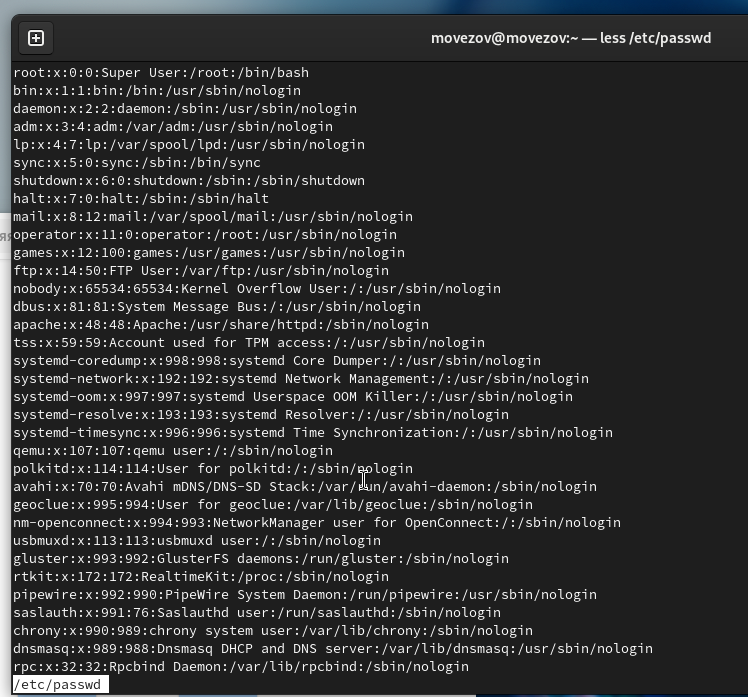 movezov@movezov:~ — less /etc/passwd
root:x:0:0:Super User:/root:/bin/bash
bin:x:1:1:bin:/bin:/usr/sbin/nologin
daemon:x:2:2:daemon:/sbin:/usr/sbin/nologin
adm:x:3:4:adm:/var/adm:/usr/sbin/nologin
lp:x:4:7:lp:/var/spool/lpd:/usr/sbin/nologin
sync:x:5:0:sync:/sbin:/bin/sync
shutdown:x:6:0:shutdown:/sbin:/sbin/shutdown
halt:x:7:0:halt:/sbin:/sbin/halt
mail:x:8:12:mail:/var/spool/mail:/usr/sbin/nologin
operator:x:11:0:operator:/root:/usr/sbin/nologin
games:x:12:100:games:/usr/games:/usr/sbin/nologin
ftp:x:14:50:FTP User:/var/ftp:/usr/sbin/nologin
nobody:x:65534:65534:Kernel Overflow User:/:/usr/sbin/nologin
dbus:x:81:81:System Message Bus:/:/usr/sbin/nologin
apache:x:48:48:Apache:/usr/share/httpd:/sbin/nologin
tss:x:59:59:Account used for TPM access:/:/usr/sbin/nologin
systemd-coredump:x:998:998:systemd Core Dumper:/:/usr/sbin/nologin
systemd-network:x:192:192:systemd Network Management:/:/usr/sbin/nologin
systemd-oom:x:997:997:systemd Userspace OOM Killer:/:/usr/sbin/nologin
systemd-resolve:x:193:193:systemd Resolver:/:/usr/sbin/nologin
systemd-timesync:x:996:996:systemd Time Synchronization:/:/usr/sbin/nologin
qemu:x:107:107:qemu user:/:/sbin/nologin
polkitd:x:114:114:User for polkitd:/:/sbin/nologin
avahi:x:70:70:Avahi mDNS/DNS-SD Stack:/var/run/avahi-daemon:/sbin/nologin
geoclue:x:995:994:User for geoclue:/var/lib/geoclue:/sbin/nologin
nm-openconnect:x:994:993:NetworkManager user for OpenConnect:/:/sbin/nologin
usbmuxd:x:113:113:usbmuxd user:/:/sbin/nologin
gluster:x:993:992:GlusterFS daemons:/run/gluster:/sbin/nologin
rtkit:x:172:172:RealtimeKit:/proc:/sbin/nologin
pipewire:x:992:990:PipeWire System Daemon:/run/pipewire:/usr/sbin/nologin
saslauth:x:991:76:Saslauthd user:/run/saslauthd:/sbin/nologin
chrony:x:990:989:chrony system user:/var/lib/chrony:/sbin/nologin
dnsmasq:x:989:988:Dnsmasq DHCP and DNS server:/var/lib/dnsmasq:/usr/sbin/nologin
rpc:x:32:32:Rpcbind Daemon:/var/lib/rpcbind:/sbin/nologin
/etc/passwd